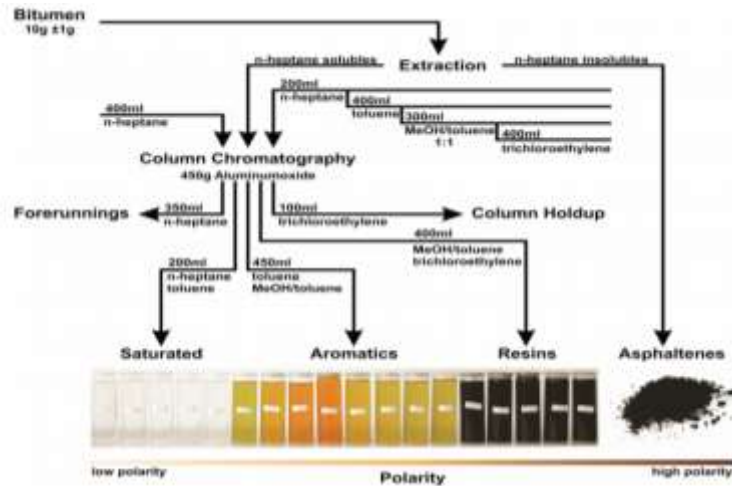 Bitumen
10g ±1g
n-heptane solubles
Extraction
n-heptane insolubles
200ml
n-heptane
400ml
toluene
300ml
MeOH/toluene
1:1
400ml
trichloroethylene
400ml
n-heptane
Column Chromatography
450g Aluminumoxide
Forerunnings
350ml
n-heptane
100ml
trichloroethylene
Column Holdup
400ml
MeOH/toluene
trichloroethylene
200ml
n-heptane
toluene
450ml
toluene
MeOH/toluene
Saturated
Aromatics
Resins
Asphaltenes
low polarity
Polarity
high polarity